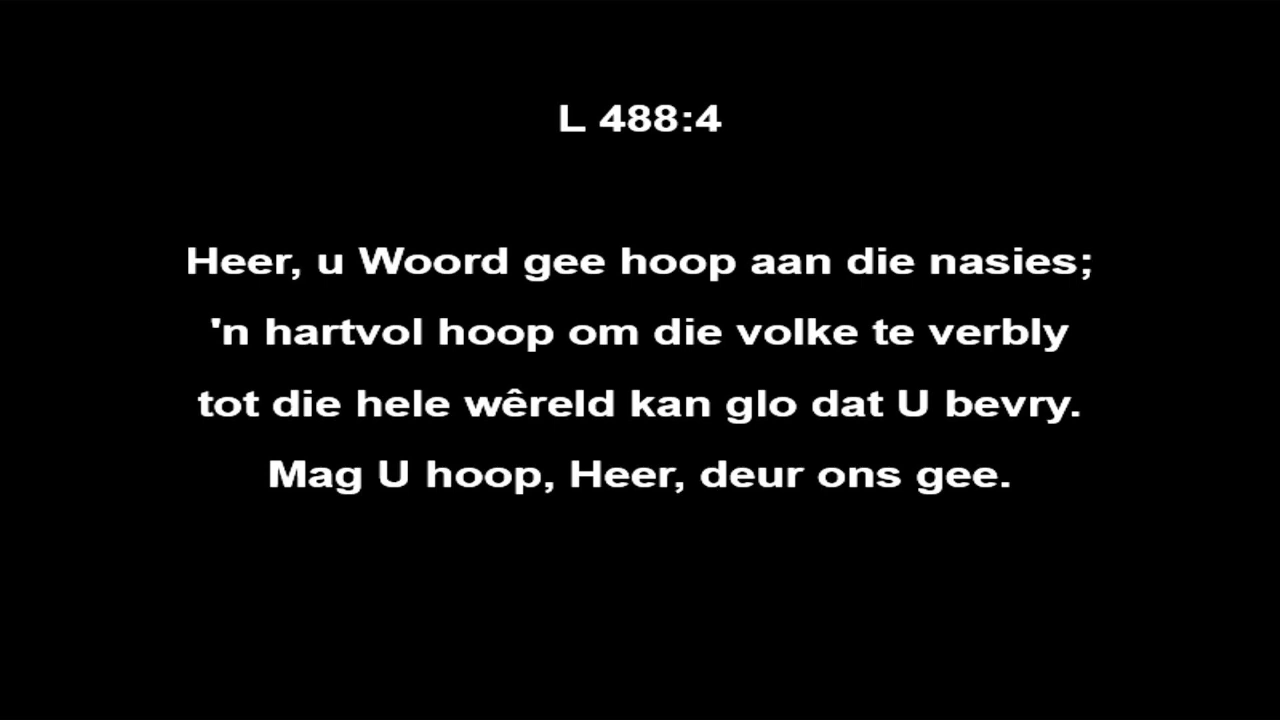 L 488:4
Heer, u Woord gee hoop aan die nasies;
'n hartvol hoop om die volke te verbly
tot die hele wêreld kan glo dat U bevry.
Mag U hoop, Heer, deur ons gee.